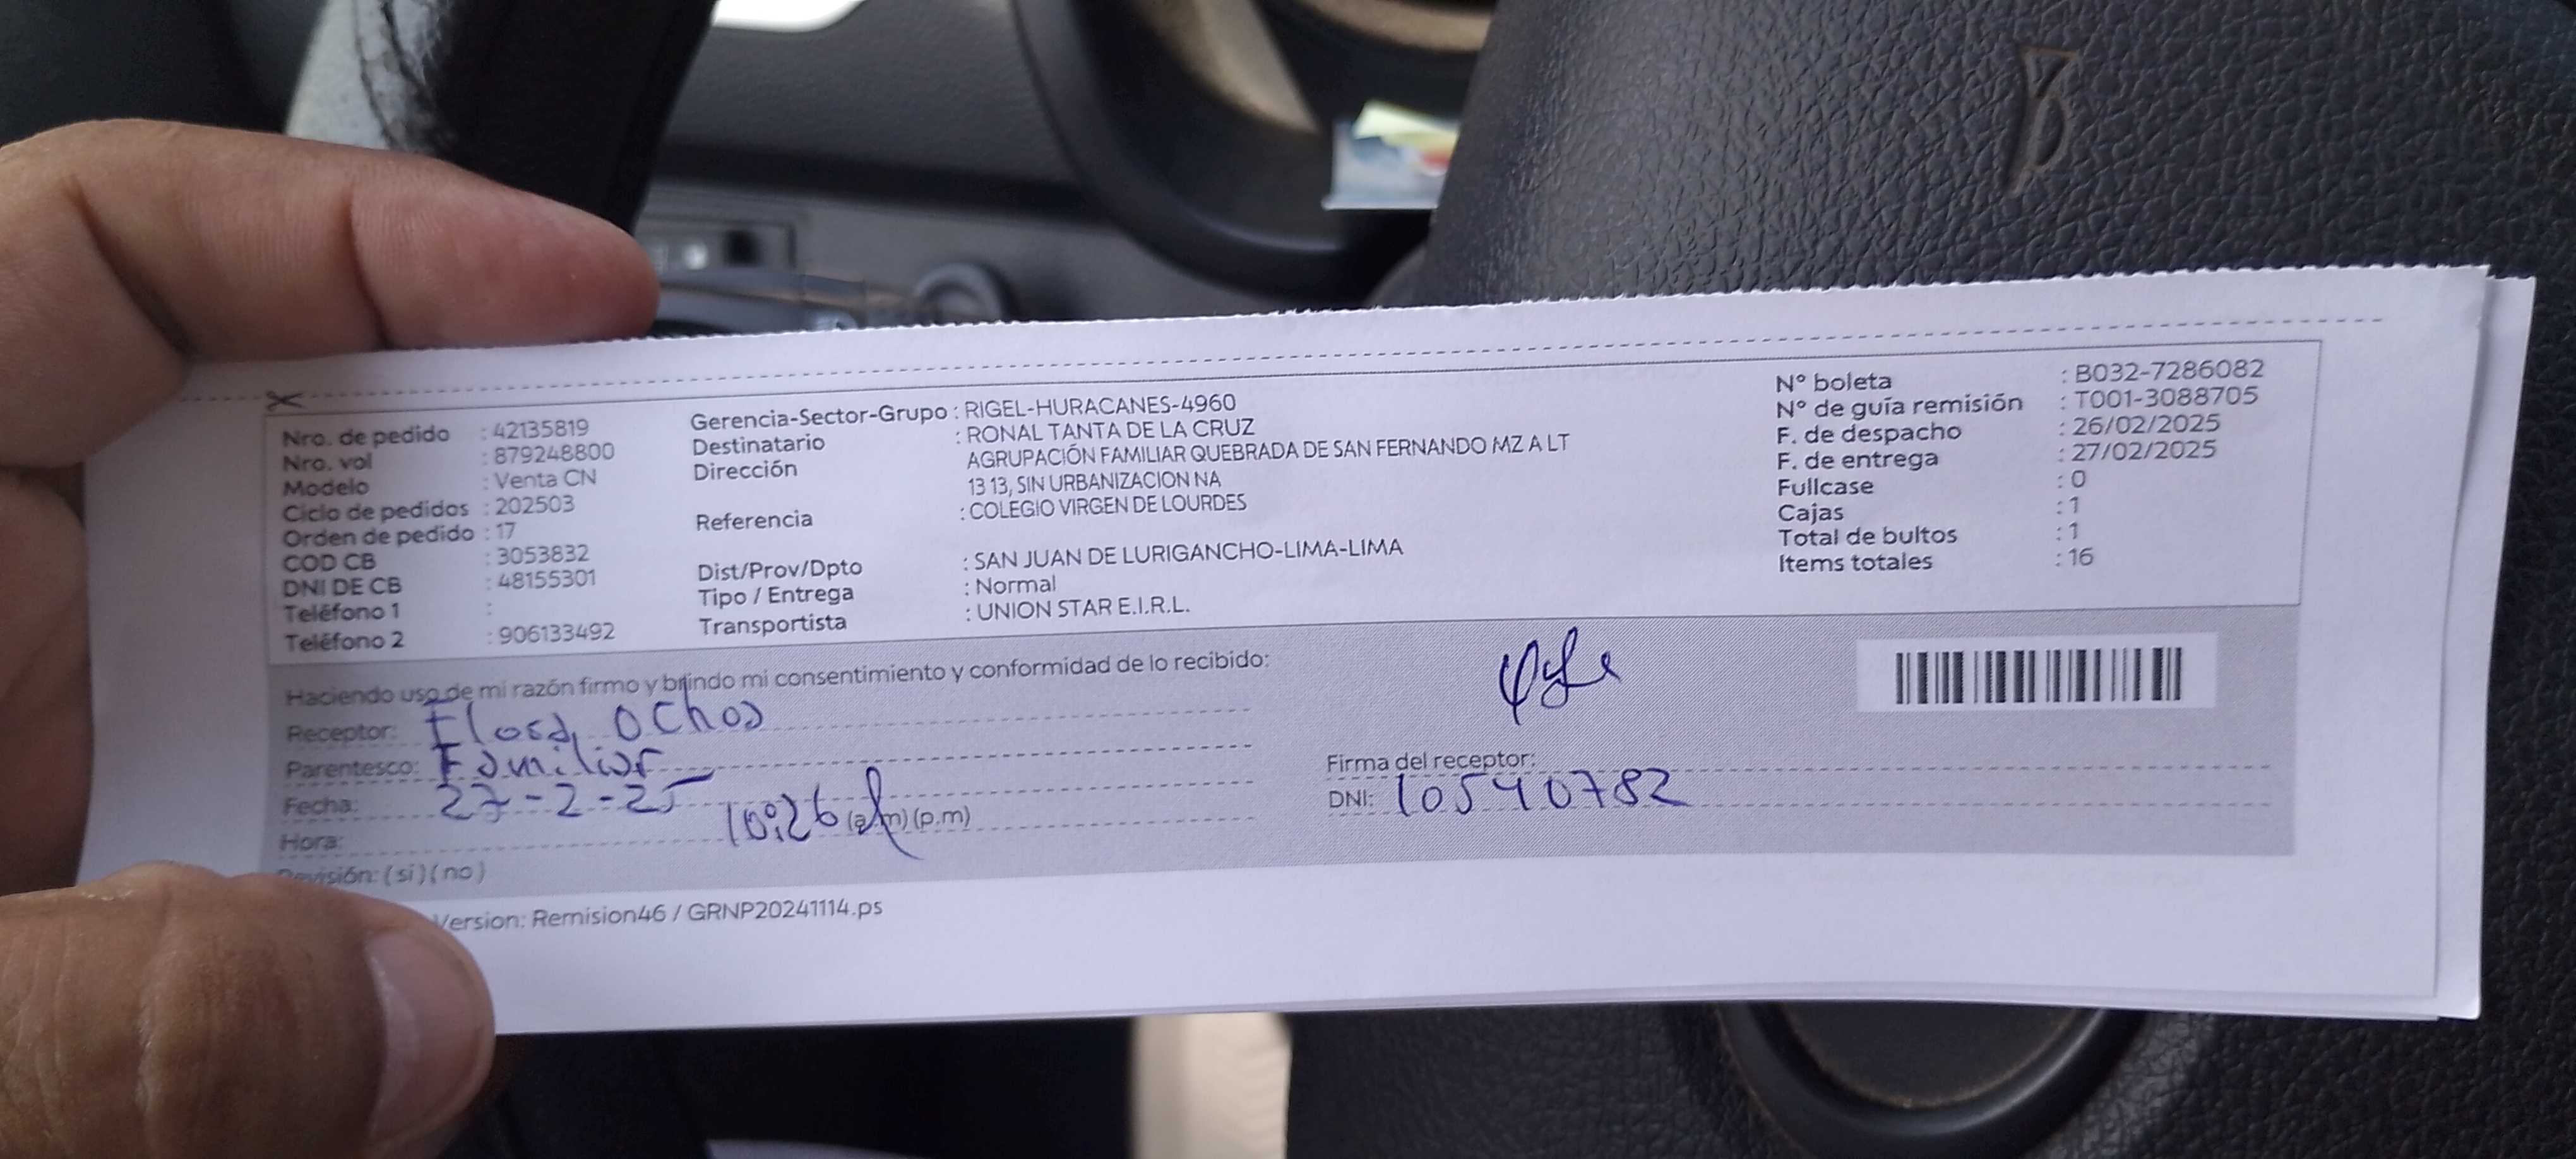 Nro. de pedido : 42135819
Nro. vol : 879248800
Modelo : Venta CN
Ciclo de pedidos : 202503
Orden de pedido : 17
COD CB : 3053832
DNI DE CB : 48155301
Teléfono 1 :
Teléfono 2 : 906133492
Gerencia-Sector-Grupo : RIGEL-HURACANES-4960
Destinatario : RONAL TANTA DE LA CRUZ
Dirección AGRUPACIÓN FAMILIAR QUEBRADA DE SAN FERNANDO MZ A LT
13 13, SIN URBANIZACION NA
Referencia : COLEGIO VIRGEN DE LOURDES
Dist/Prov/Dpto : SAN JUAN DE LURIGANCHO-LIMA-LIMA
Tipo / Entrega : Normal
Transportista : UNION STAR E.I.R.L.
N° boleta : B032-7286082
N° de guía remisión : T001-3088705
F. de despacho : 26/02/2025
F. de entrega : 27/02/2025
Fullcase : 0
Cajas : 1
Total de bultos : 1
Items totales : 16
Haciendo uso de mi razón firmo y brindo mi consentimiento y conformidad de lo recibido:
Receptor: Ochoa
Parentesco: Familiar
Fecha: 27-2-25
Hora: 10:26 (a.m) (p.m)
Revisión: (si) (no)
Firma del receptor:
DNI: 10540782
Version: Remision46 / GRNP20241114.ps